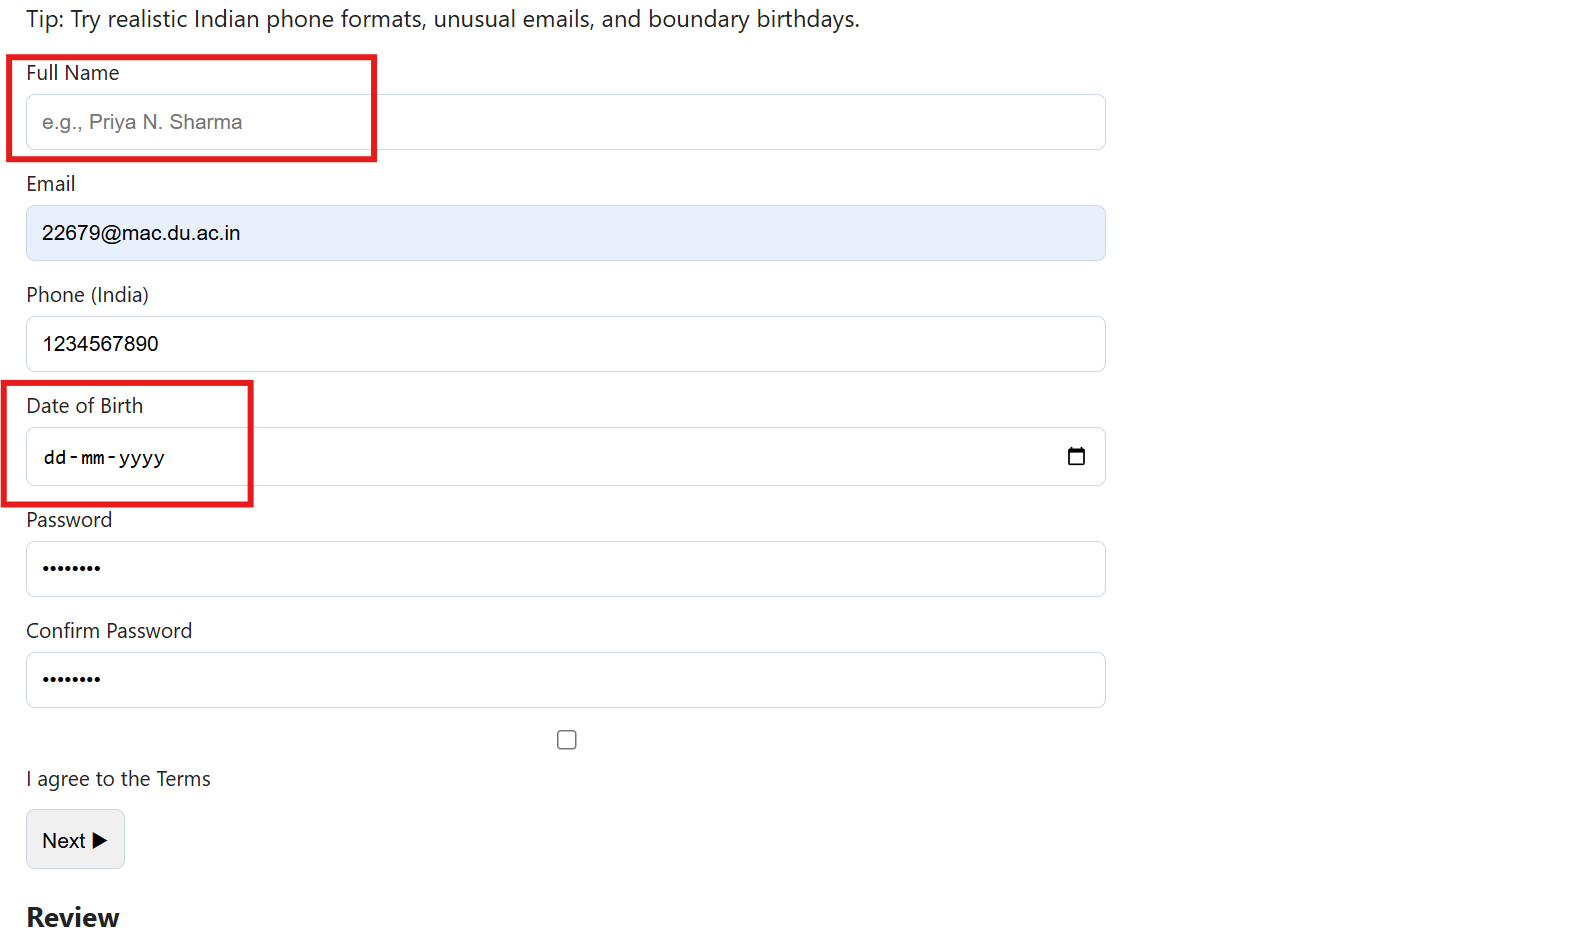 Tip: Try realistic Indian phone formats, unusual emails, and boundary birthdays.
Full Name
e.g., Priya N. Sharma
Email
22679@mac.du.ac.in
Phone (India)
1234567890
Date of Birth
dd-mm-yyyy
Password
••••••••
Confirm Password
••••••••
I agree to the Terms
Next ▶
Review